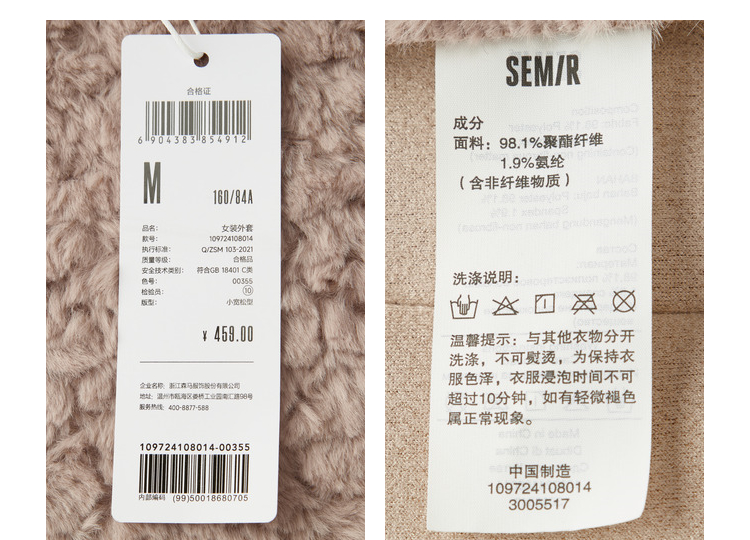 合格证
6 904383 854912
M
160/84A
品名: 女装外套
款号: 109724108014
执行标准: Q/ZSM 103-2021
质量等级: 合格品
安全技术类别: 符合GB 18401 C类
色号: 00355
检验员: 10
版型: 小宽松型
¥ 459.00
企业名称: 浙江森马服饰股份有限公司
地址: 温州市瓯海区娄桥工业园南汇路98号
服务热线: 400-8877-588
109724108014-00355
内部编码 (99)50018680705
SEM/R
成分
面料: 98.1%聚酯纤维
1.9%氨纶
(含非纤维物质)
洗涤说明:
温馨提示: 与其他衣物分开
洗涤, 不可熨烫, 为保持衣
服色泽, 衣服浸泡时间不可
超过10分钟, 如有轻微褪色
属正常现象。
中国制造
109724108014
3005517